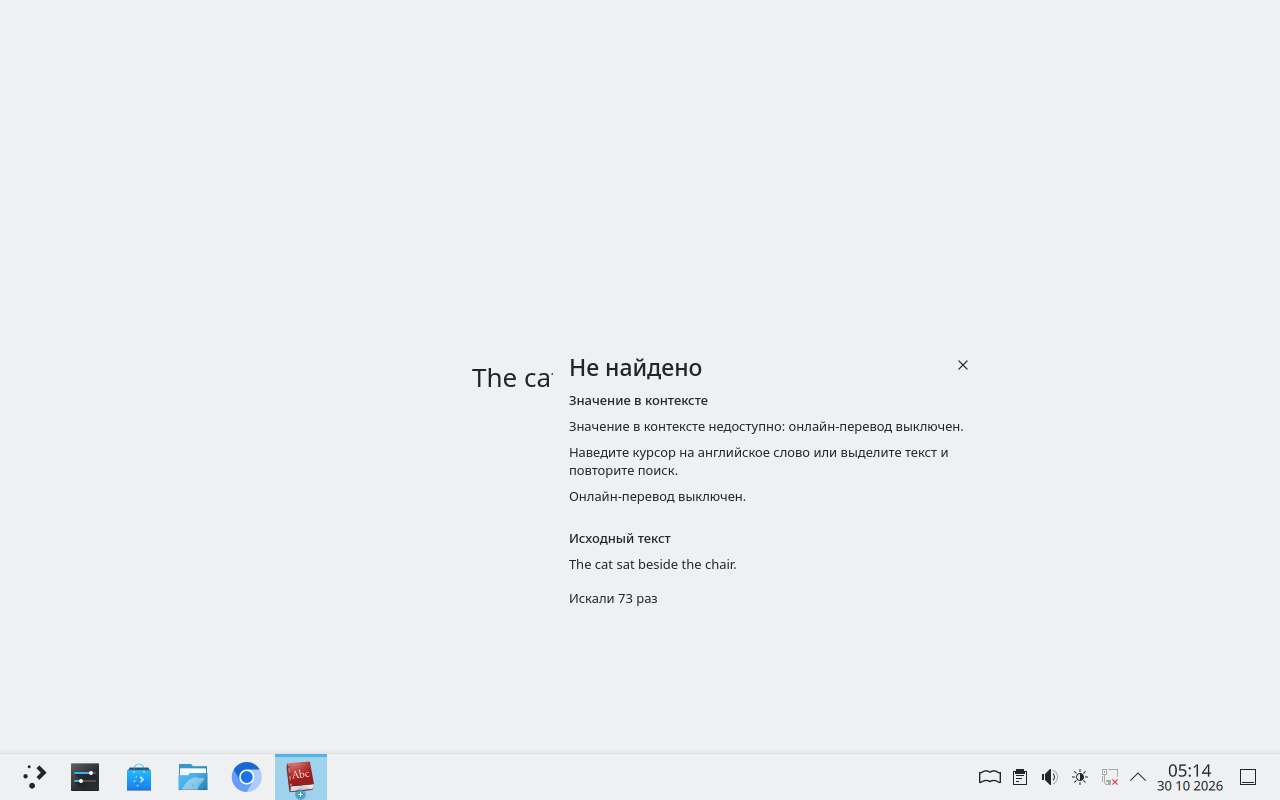 The ca
Не найдено
Значение в контексте
Значение в контексте недоступно: онлайн-перевод выключен.
Наведите курсор на английское слово или выделите текст и
повторите поиск.
Онлайн-перевод выключен.
Исходный текст
The cat sat beside the chair.
Искали 73 раз
Abc
05:14
30 10 2026